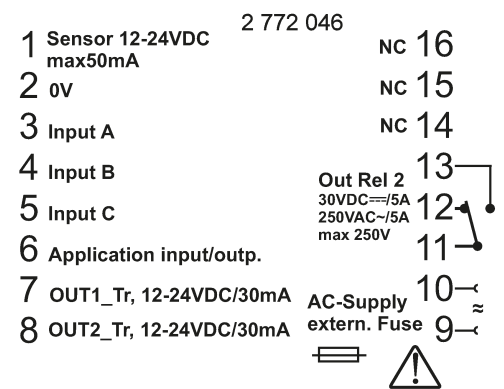 2 772 046
1 Sensor 12-24VDC
max50mA
2 0V
3 Input A
4 Input B
5 Input C
6 Application input/outp.
7 OUT1_Tr, 12-24VDC/30mA
8 OUT2_Tr, 12-24VDC/30mA
NC 16
NC 15
NC 14
13
Out Rel 2
30VDC⎓/5A
250VAC~/5A
max 250V
12
11
AC-Supply
extern. Fuse
10
≈
9
!